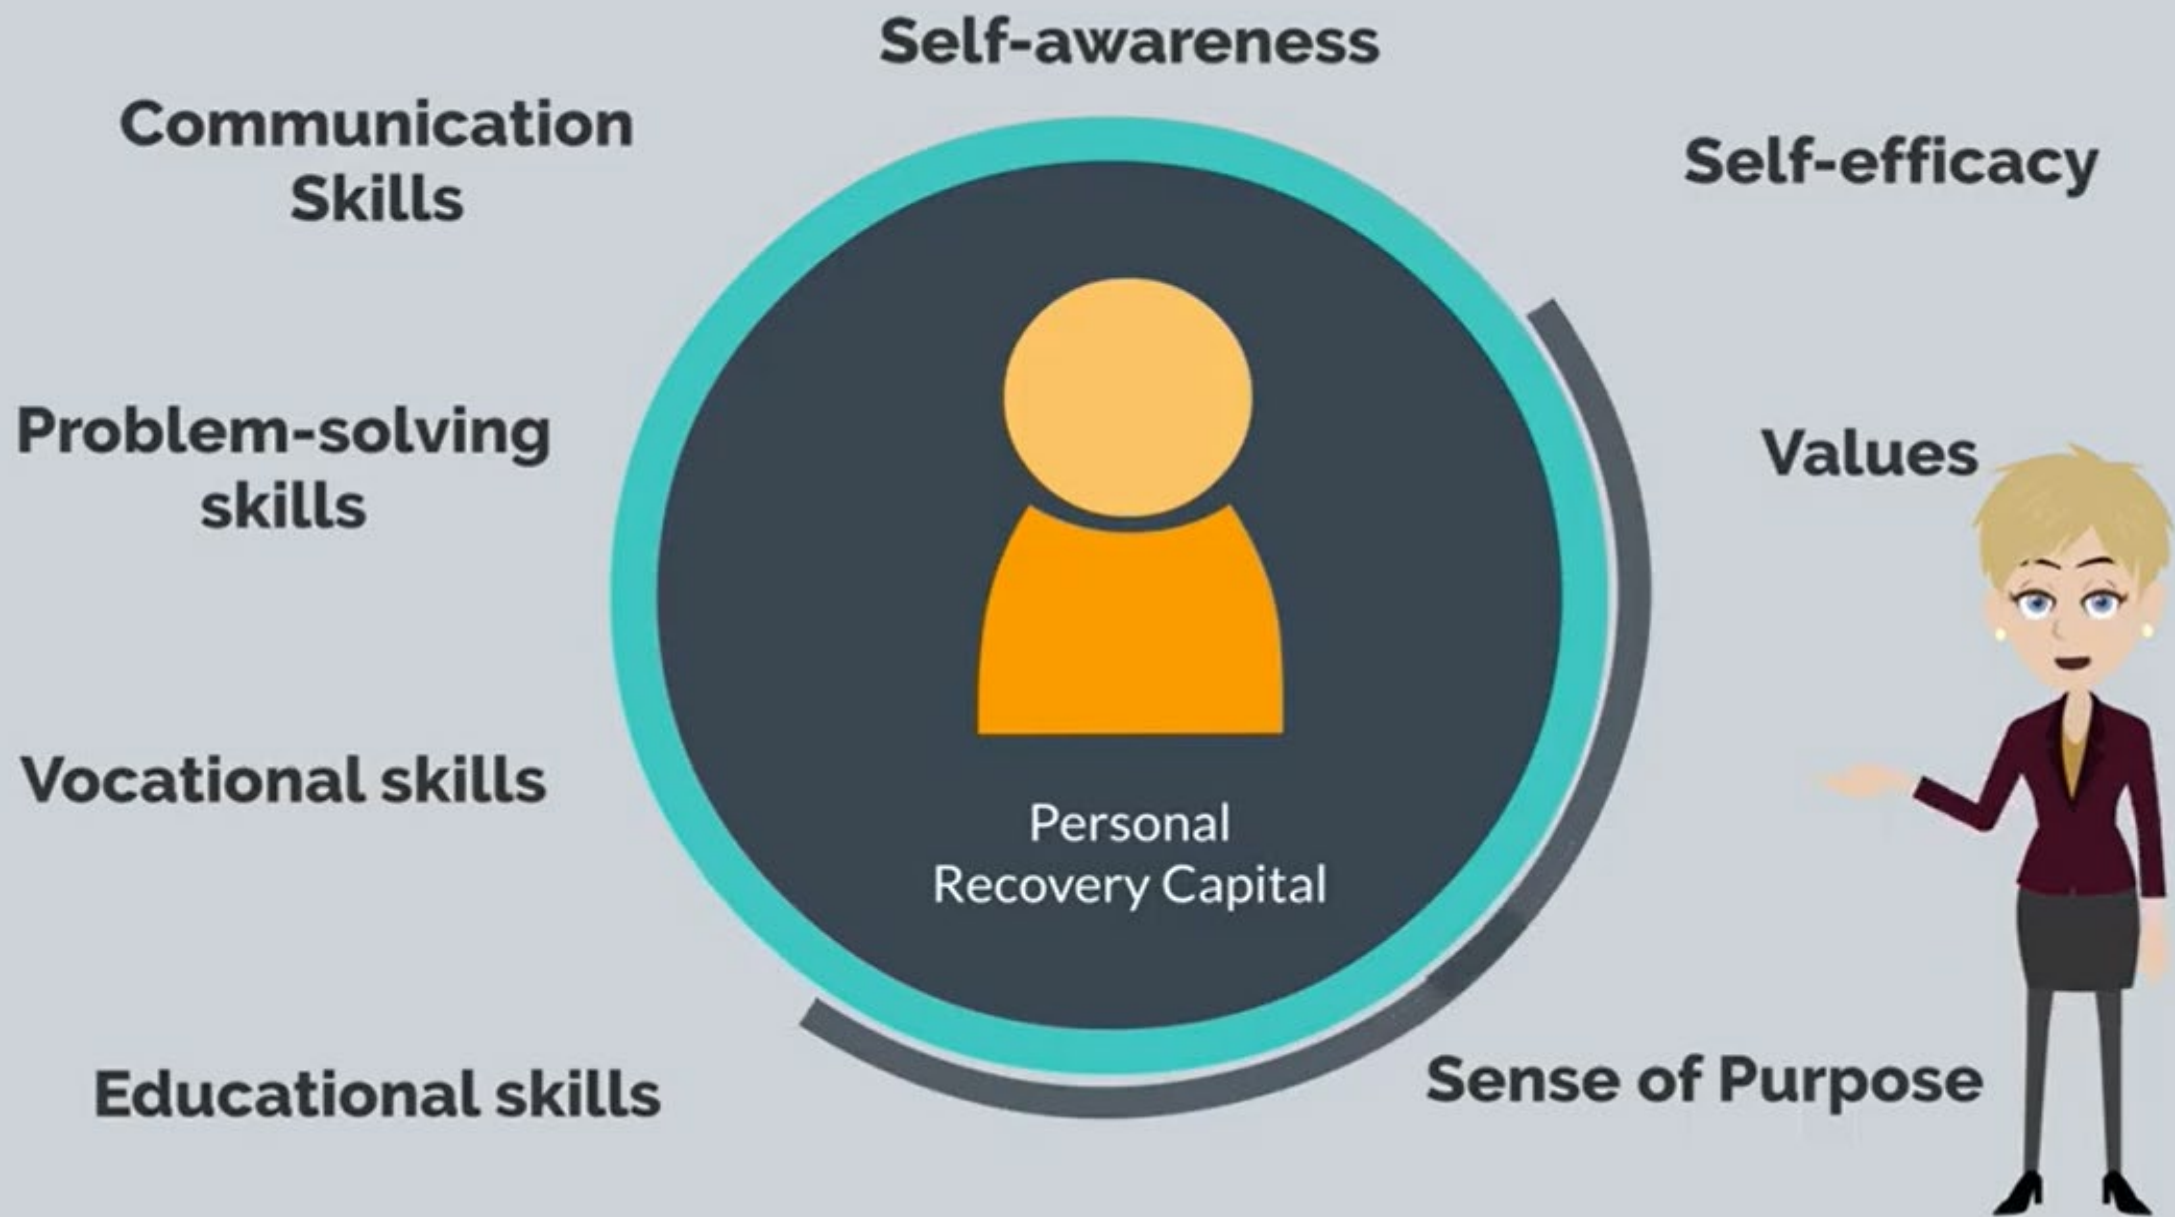 Self-awareness
Communication
Skills
Self-efficacy
Problem-solving
skills
Values
Vocational skills
Personal
Recovery Capital
Educational skills
Sense of Purpose